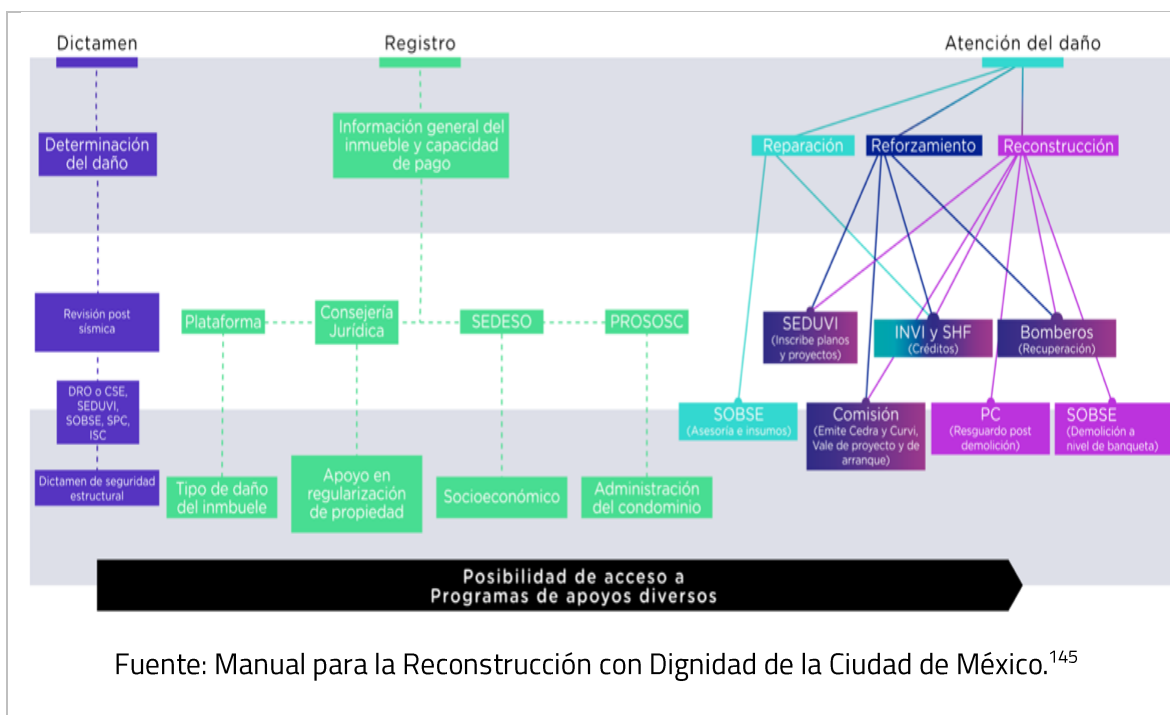 Dictamen
Registro
Atención del daño
Determinación
del daño
Información general del
inmueble y capacidad
de pago
Reparación
Reforzamiento
Reconstrucción
Revisión post
sísmica
Plataforma
Consejería
Jurídica
SEDESO
PROSOSC
SEDUVI
(Inscribe planos
y proyectos)
INVI y SHF
(Créditos)
Bomberos
(Recuperación)
DRO o CSE,
SEDUVI,
SOBSE, SPC,
ISC
SOBSE
(Asesoría e insumos)
Comisión
(Emite Cedra y Curvi,
Vale de proyecto y de
arranque)
PC
(Resguardo post
demolición)
SOBSE
(Demolición a
nivel de banqueta)
Dictamen de seguridad
estructural
Tipo de daño
del inmbuele
Apoyo en
regularización
de propiedad
Socioeconómico
Administración
del condominio
Posibilidad de acceso a
Programas de apoyos diversos
Fuente: Manual para la Reconstrucción con Dignidad de la Ciudad de México.145